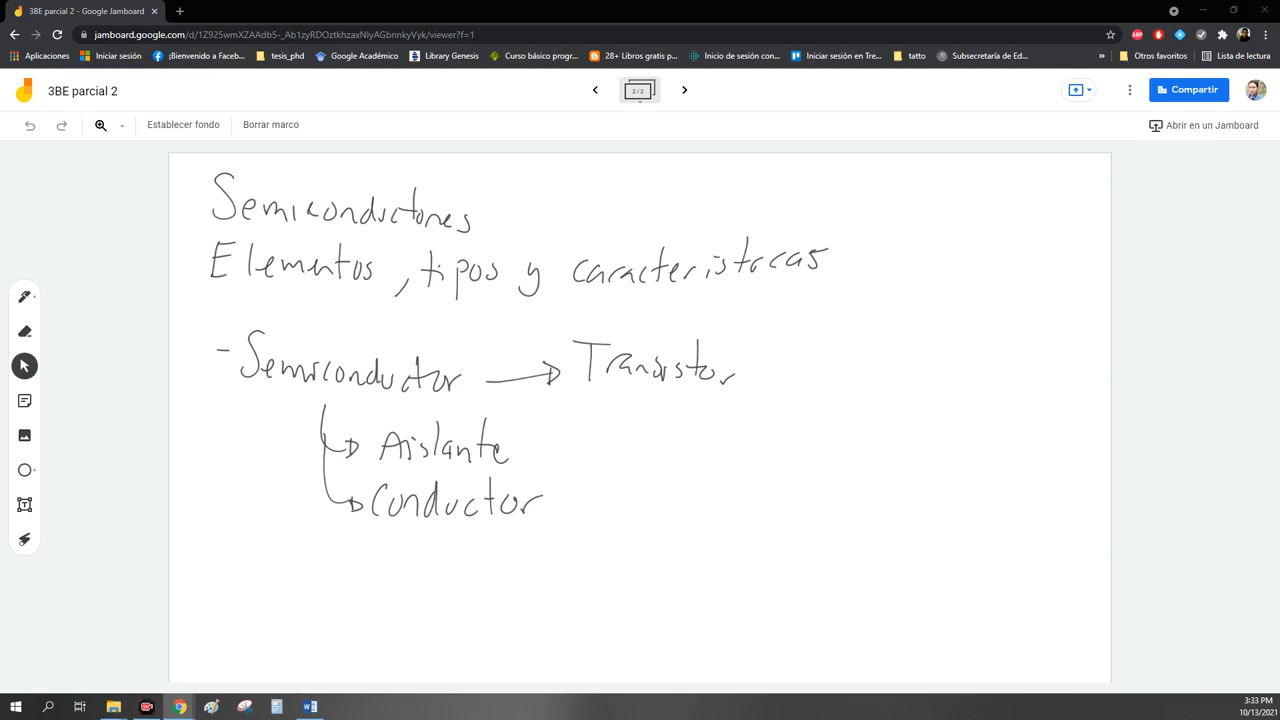 3BE parcial 2 - Google Jamboard
jamboard.google.com/d/1Z925wmXZAAdb5-_Ab1zyRDOztkhzaxNIyAGbnnkyVyk/viewer?f=1
Aplicaciones Iniciar sesión ¡Bienvenido a Facebook... tesis_phd Google Académico Library Genesis Curso básico prog... 28+ Libros gratis p... Inicio de sesión con... Iniciar sesión en Tre... tatto Subsecretaría de Ed... » Otros favoritos Lista de lectura
3BE parcial 2
2 / 2
Compartir
Establecer fondo Borrar marco Abrir en un Jamboard
Semiconductores
Elementos, tipos y caracteristicas
- Semiconductor → Transistor
Aislante
Conductor
3:33 PM
10/13/2021